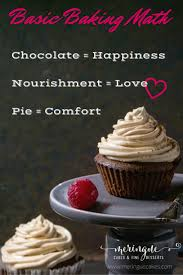 Basic Baking Math
Chocolate = Happiness
Nourishment = Love
Pie = Comfort
meringue
CAKES & FINE DESSERTS
www.meringuecakes.com